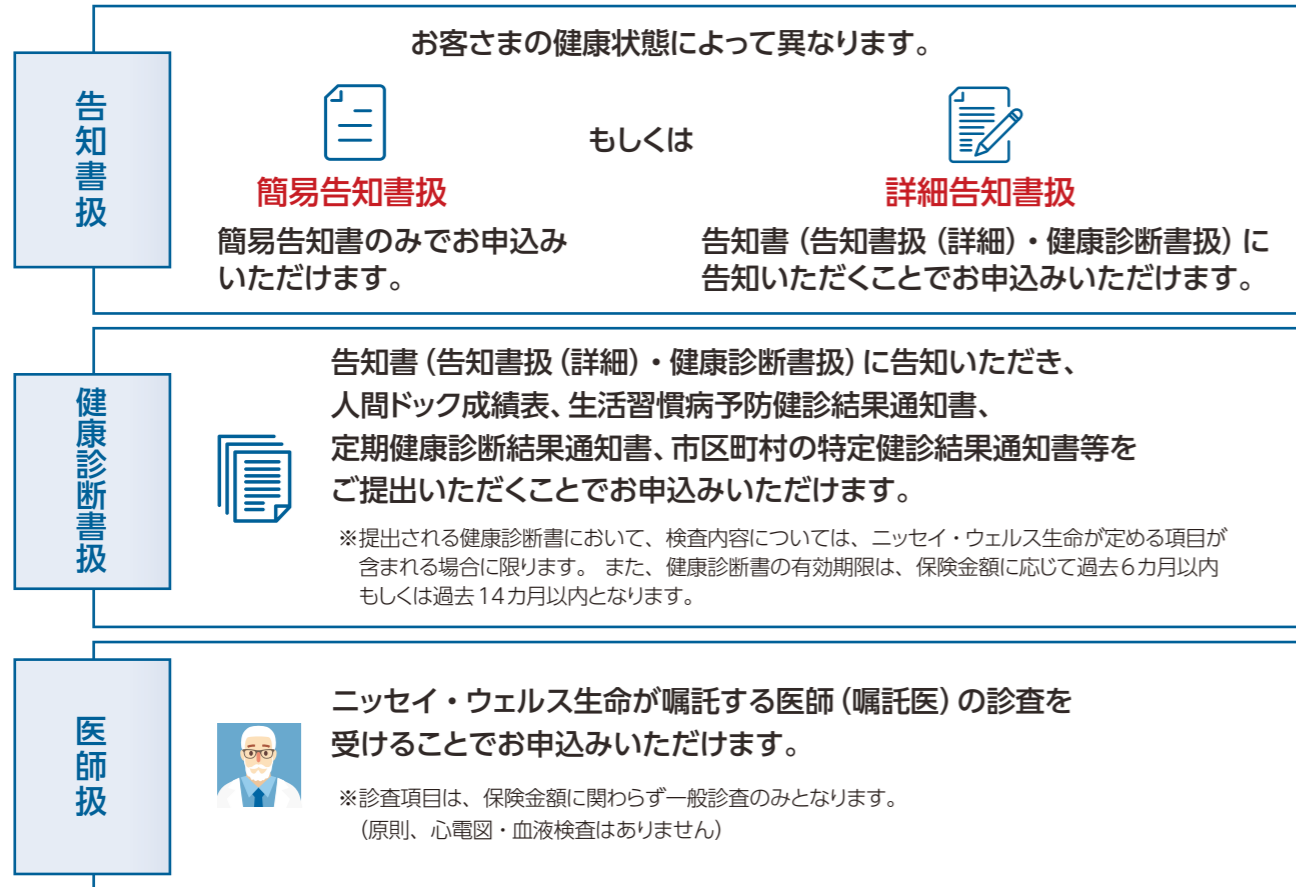 告知書扱
お客さまの健康状態によって異なります。
もしくは
簡易告知書扱
簡易告知書のみでお申込み
いただけます。
詳細告知書扱
告知書（告知書扱（詳細）・健康診断書扱）に
告知いただくことでお申込みいただけます。
健康診断書扱
告知書（告知書扱（詳細）・健康診断書扱）に告知いただき、
人間ドック成績表、生活習慣病予防健診結果通知書、
定期健康診断結果通知書、市区町村の特定健診結果通知書等を
ご提出いただくことでお申込みいただけます。
※提出される健康診断書において、検査内容については、ニッセイ・ウェルス生命が定める項目が
含まれる場合に限ります。 また、健康診断書の有効期限は、保険金額に応じて過去6カ月以内
もしくは過去14カ月以内となります。
医師扱
ニッセイ・ウェルス生命が嘱託する医師（嘱託医）の診査を
受けることでお申込みいただけます。
※診査項目は、保険金額に関わらず一般診査のみとなります。
（原則、心電図・血液検査はありません）